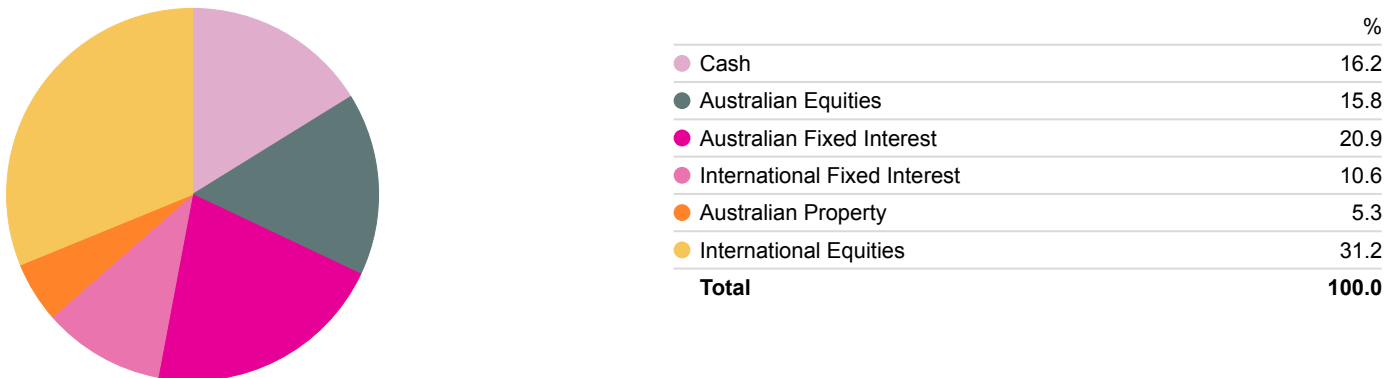 %
Cash 16.2
Australian Equities 15.8
Australian Fixed Interest 20.9
International Fixed Interest 10.6
Australian Property 5.3
International Equities 31.2
Total 100.0